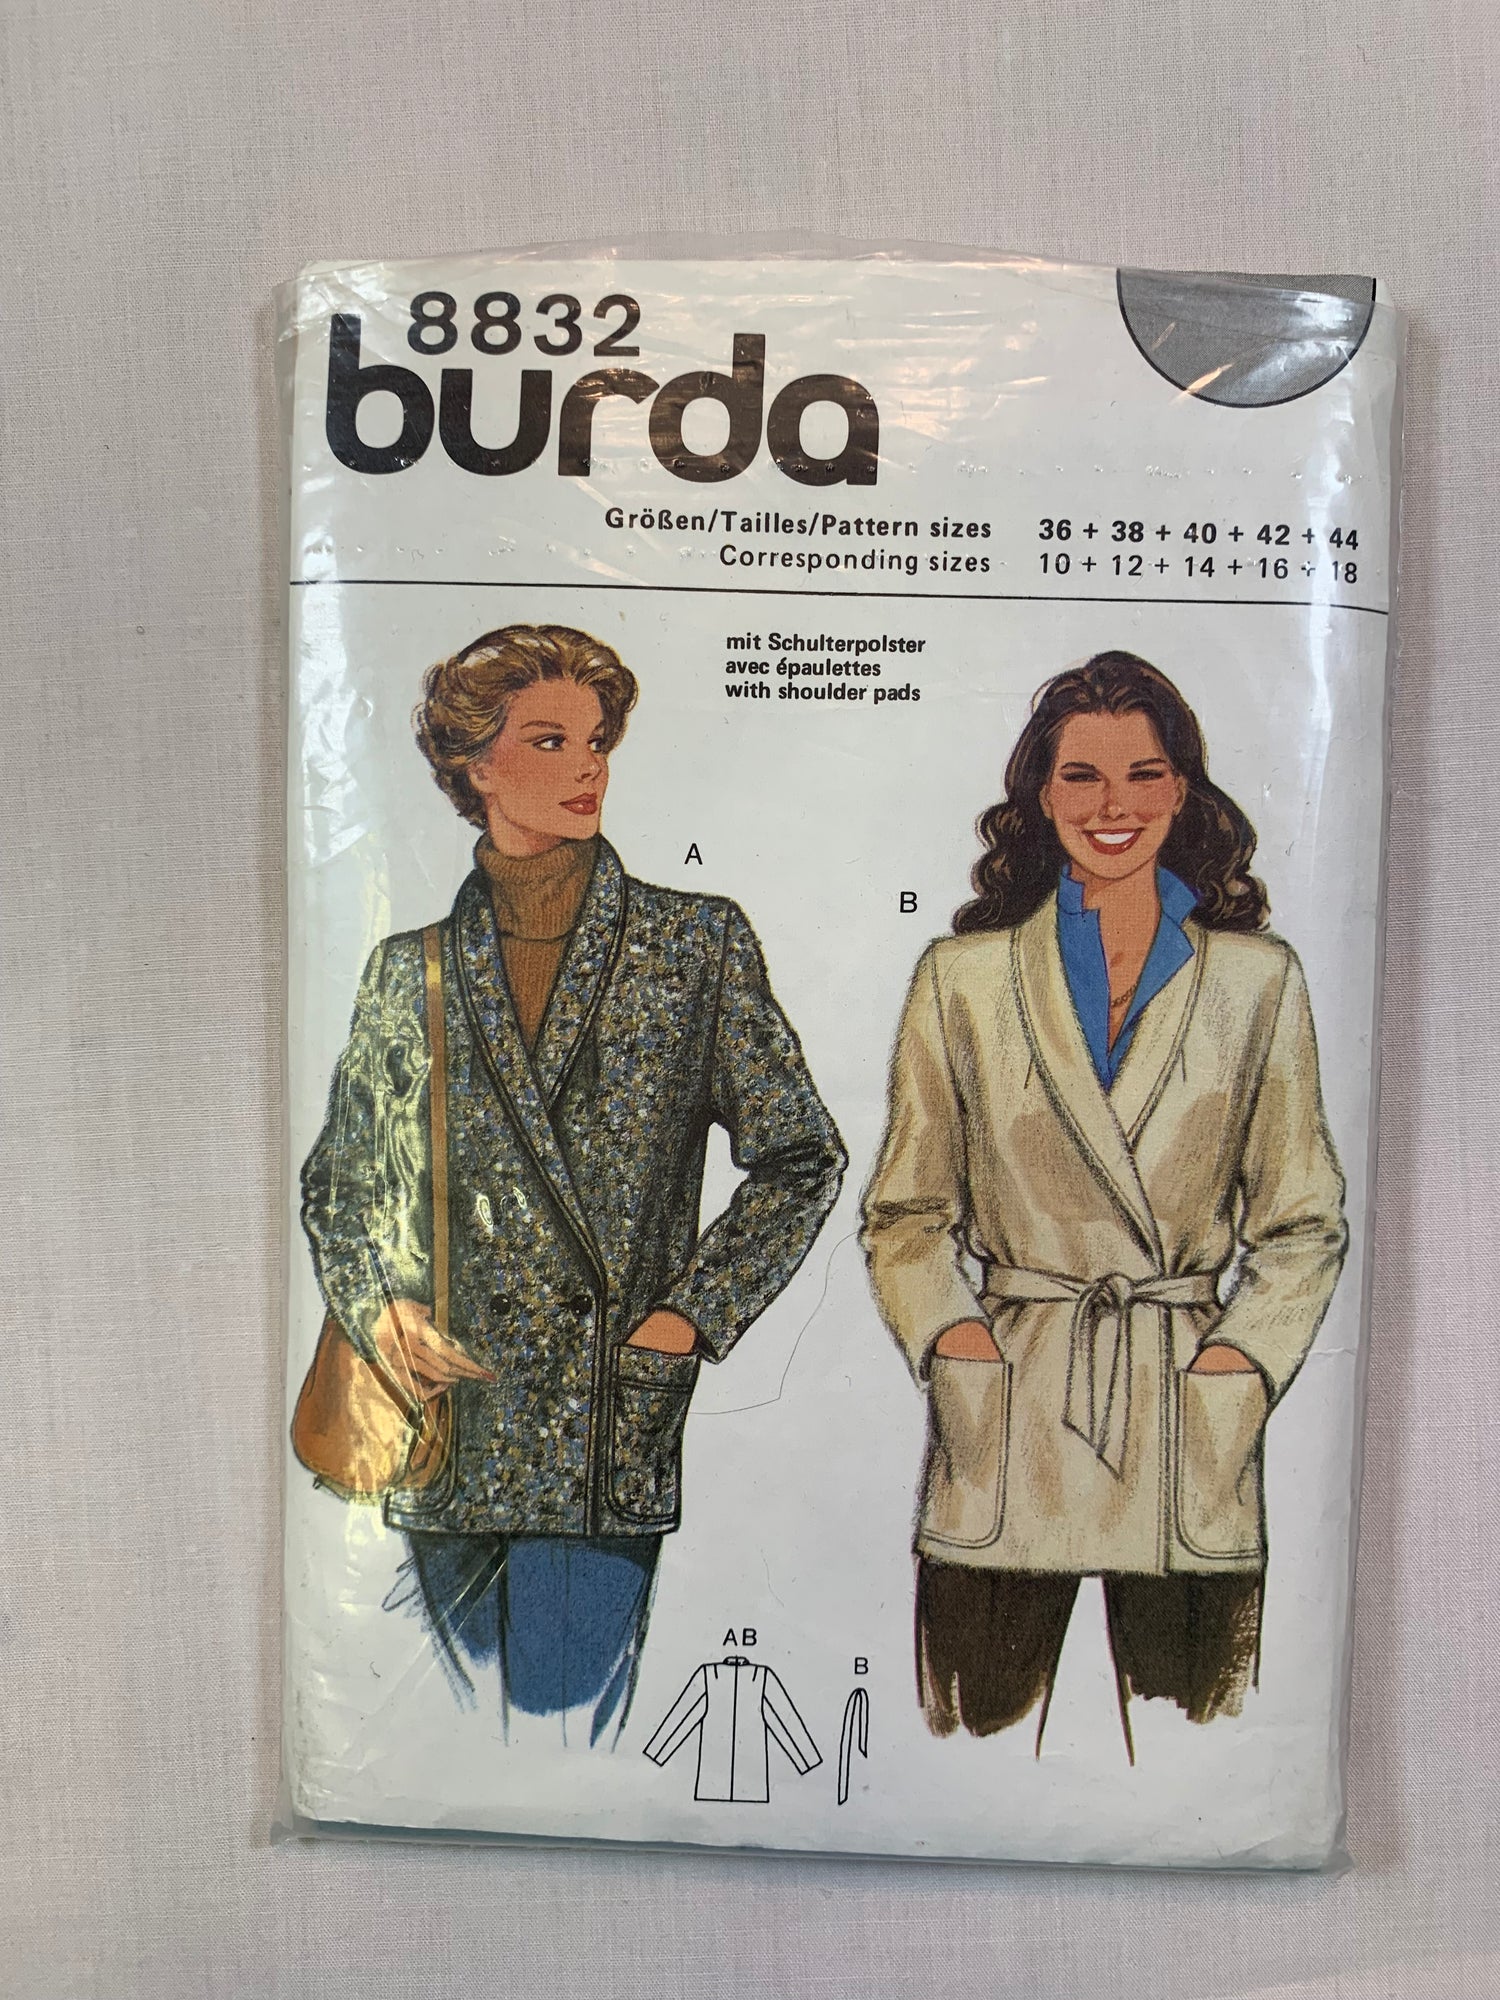 8832
burda
Größen/Tailles/Pattern sizes 36 + 38 + 40 + 42 + 44
Corresponding sizes 10 + 12 + 14 + 16 + 18
mit Schulterpolster
avec épaulettes
with shoulder pads
A
B
AB
B